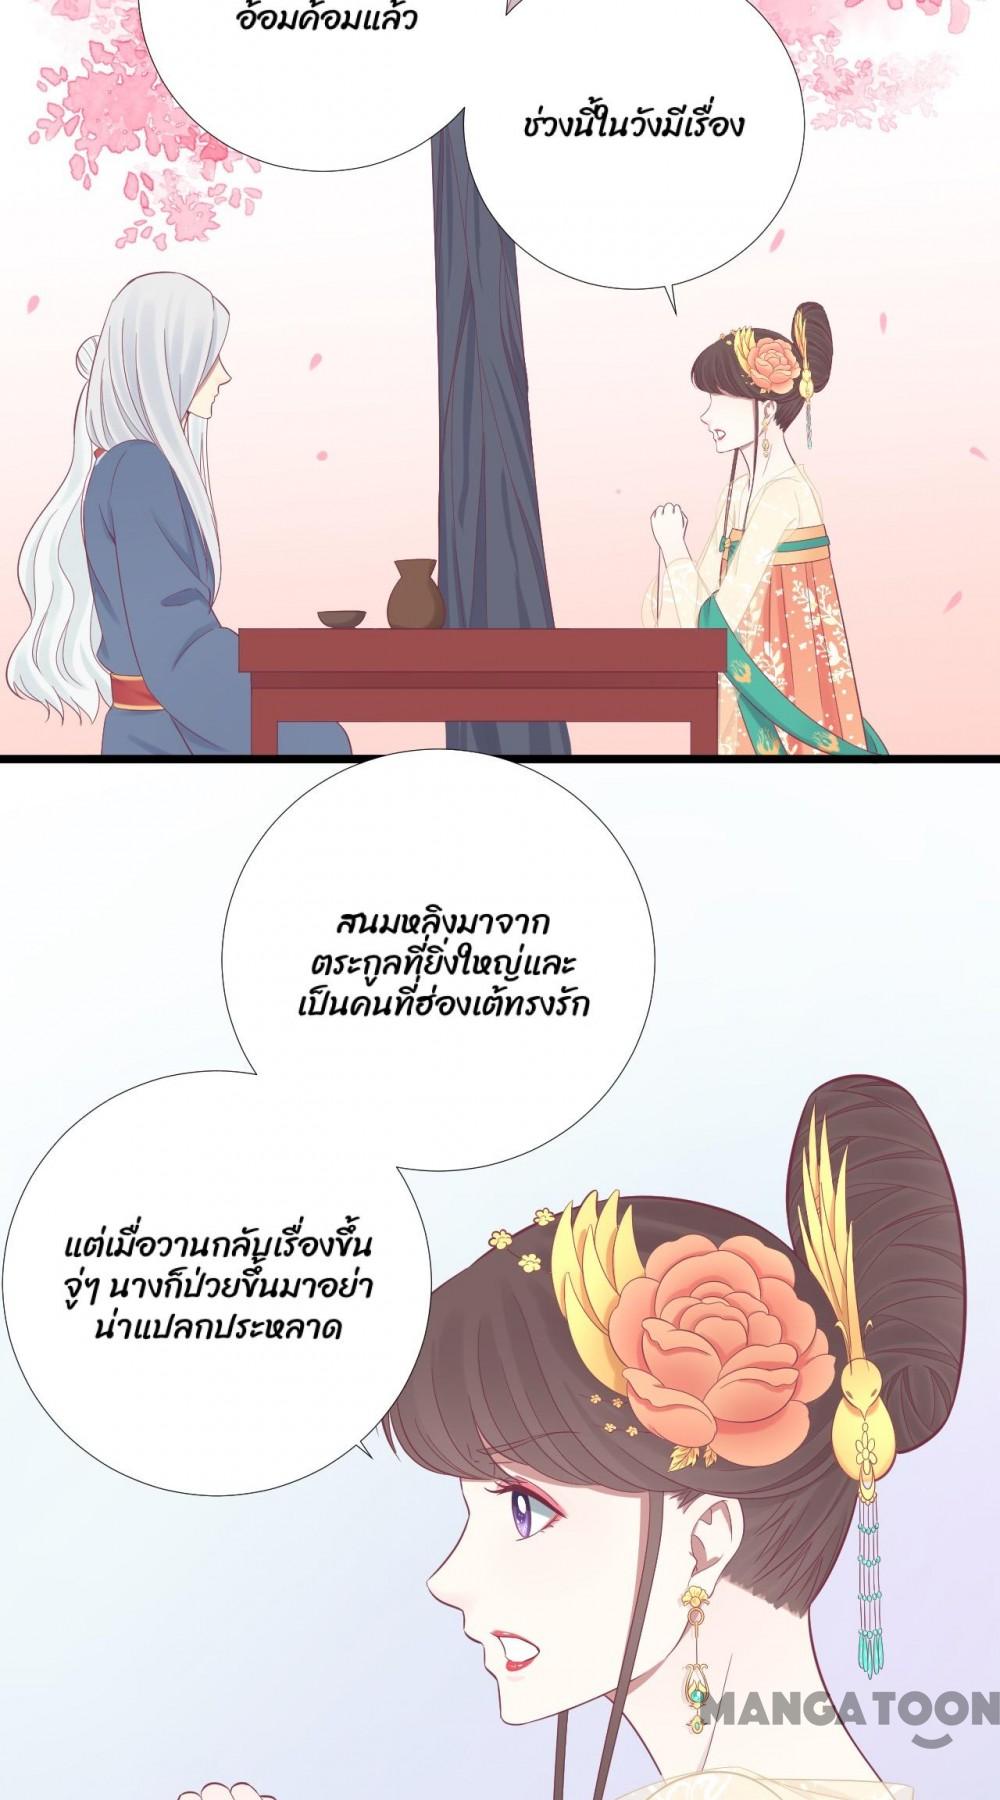 อ้อมค้อมแล้ว
ช่วงนี้ในวังมีเรื่อง
สนมหลิงมาจาก
ตระกูลที่ยิ่งใหญ่และ
เป็นคนที่ฮ่องเต้ทรงรัก
แต่เมื่อวานกลับเรื่องขึ้น
จู่ๆ นางก็ป่วยขึ้นมาอย่า
น่าแปลกประหลาด
MANGATOON